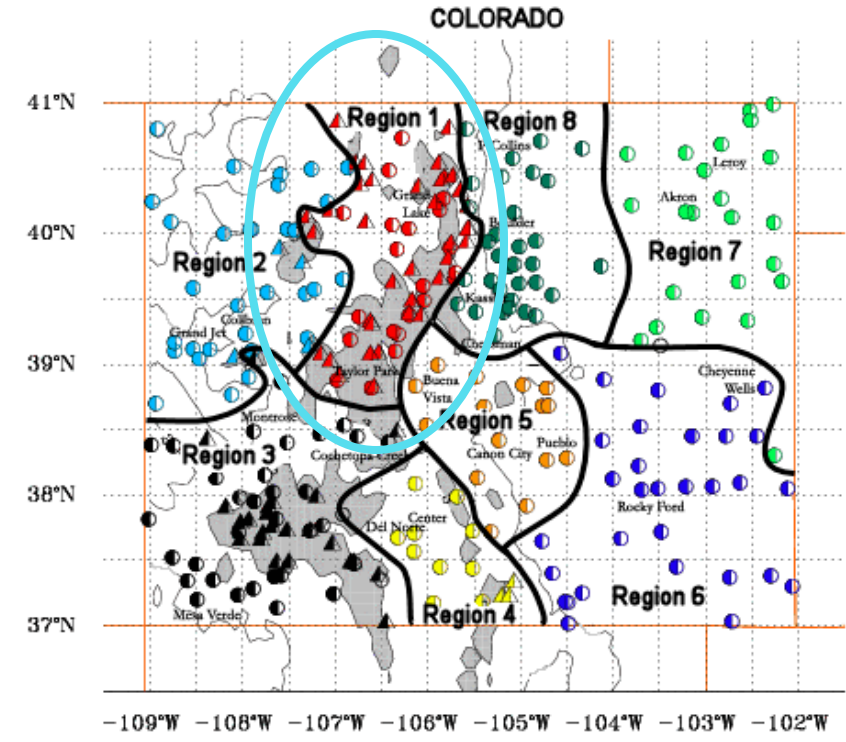 COLORADO
41°N
Region 1
Region 8
Ft Collins
Leroy
Grand
Lake
Akron
Boulder
40°N
Region 2
Region 7
Kassler
Collbran
Grand Jct
Cheesman
39°N
Taylor Park
Buena
Vista
Cheyenne
Wells
Montrose
Region 5
Region 3
Cochetopa Creek
Canon City
Pueblo
38°N
Rocky Ford
Del Norte
Center
Mesa Verde
Region 4
Region 6
37°N
-109°W -108°W -107°W -106°W -105°W -104°W -103°W -102°W